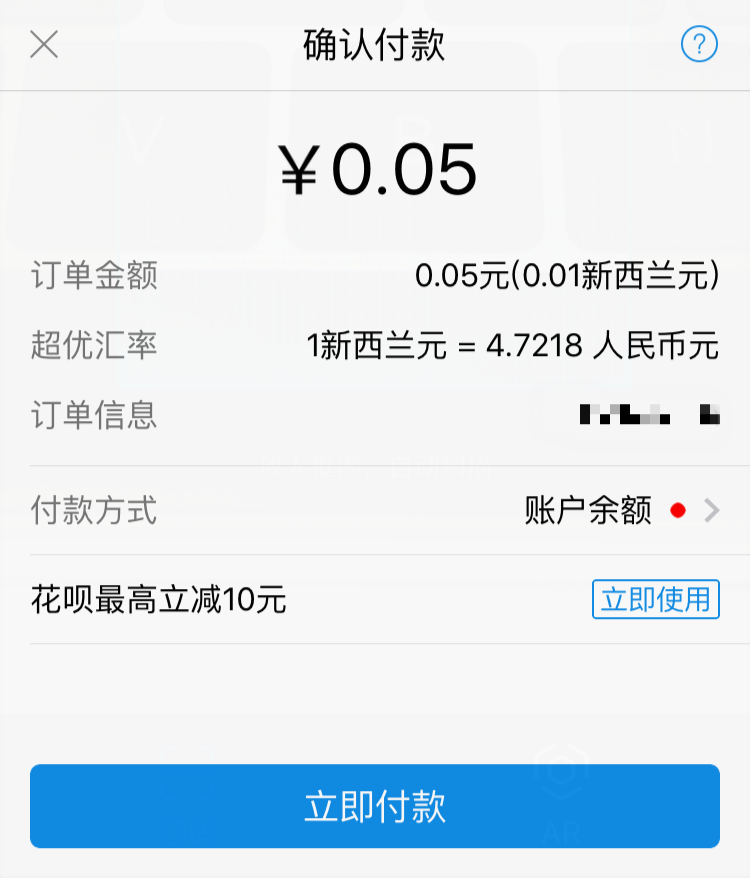 确认付款
?
¥0.05
订单金额 0.05元(0.01新西兰元)
超优汇率 1新西兰元 = 4.7218 人民币元
订单信息
付款方式 账户余额
花呗最高立减10元 立即使用
立即付款